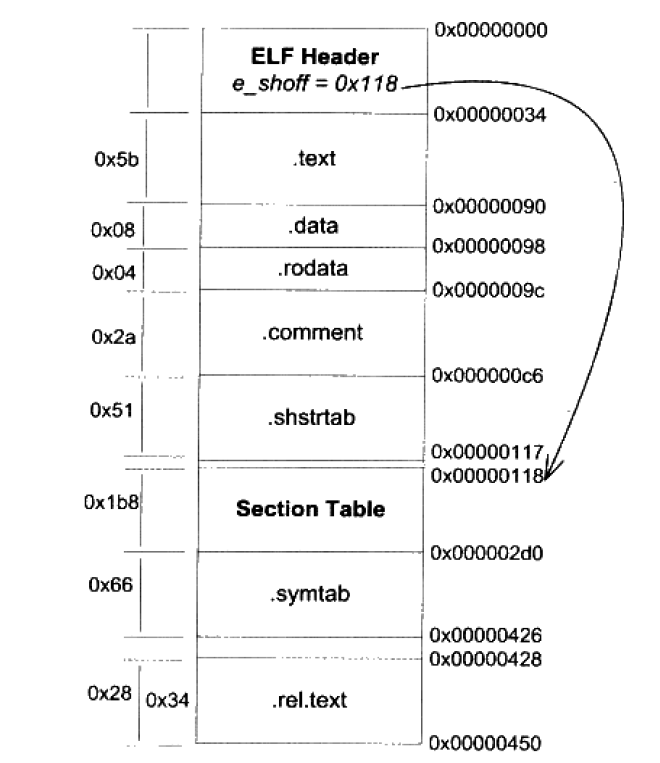 0x00000000
ELF Header
e_shoff = 0x118
0x00000034
0x5b
.text
0x00000090
0x08
.data
0x00000098
0x04
.rodata
0x0000009c
0x2a
.comment
0x000000c6
0x51
.shstrtab
0x00000117
0x00000118
0x1b8
Section Table
0x000002d0
0x66
.symtab
0x00000426
0x00000428
0x28
0x34
.rel.text
0x00000450